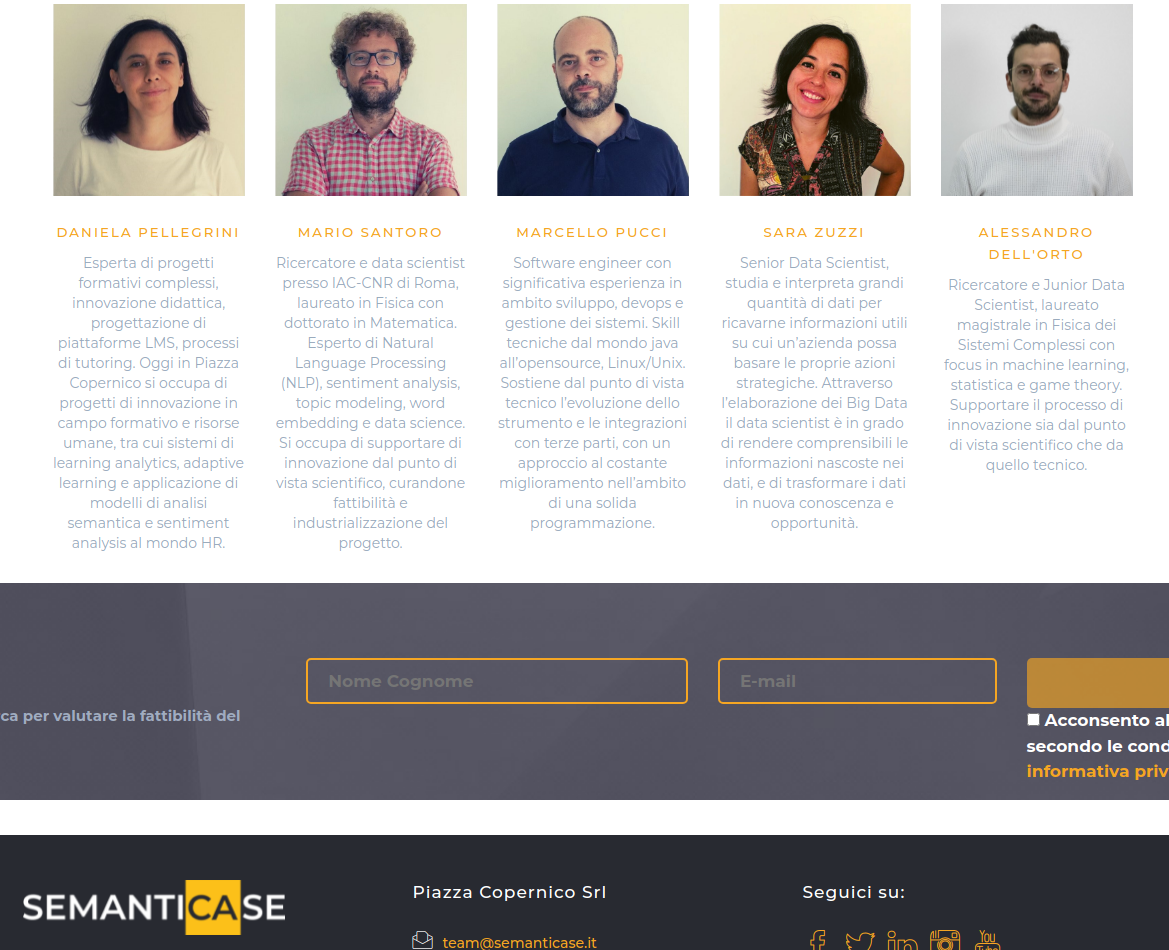 DANIELA PELLEGRINI
Esperta di progetti
formativi complessi,
innovazione didattica,
progettazione di
piattaforme LMS, processi
di tutoring. Oggi in Piazza
Copernico si occupa di
progetti di innovazione in
campo formativo e risorse
umane, tra cui sistemi di
learning analytics, adaptive
learning e applicazione di
modelli di analisi
semantica e sentiment
analysis al mondo HR.
MARIO SANTORO
Ricercatore e data scientist
presso IAC-CNR di Roma,
laureato in Fisica con
dottorato in Matematica.
Esperto di Natural
Language Processing
(NLP), sentiment analysis,
topic modeling, word
embedding e data science.
Si occupa di supportare di
innovazione dal punto di
vista scientifico, curandone
fattibilità e
industrializzazione del
progetto.
MARCELLO PUCCI
Software engineer con
significativa esperienza in
ambito sviluppo, devops e
gestione dei sistemi. Skill
tecniche dal mondo java
all’opensource, Linux/Unix.
Sostiene dal punto di vista
tecnico l’evoluzione dello
strumento e le integrazioni
con terze parti, con un
approccio al costante
miglioramento nell’ambito
di una solida
programmazione.
SARA ZUZZI
Senior Data Scientist,
studia e interpreta grandi
quantità di dati per
ricavarne informazioni utili
su cui un’azienda possa
basare le proprie azioni
strategiche. Attraverso
l’elaborazione dei Big Data
il data scientist è in grado
di rendere comprensibili le
informazioni nascoste nei
dati, e di trasformare i dati
in nuova conoscenza e
opportunità.
ALESSANDRO
DELL’ORTO
Ricercatore e Junior Data
Scientist, laureato
magistrale in Fisica dei
Sistemi Complessi con
focus in machine learning,
statistica e game theory.
Supportare il processo di
innovazione sia dal punto
di vista scientifico che da
quello tecnico.
ca per valutare la fattibilità del
Nome Cognome
E-mail
Acconsento al
secondo le cond
informativa priv
SEMANTICASE
Piazza Copernico Srl
team@semanticase.it
Seguici su:
You